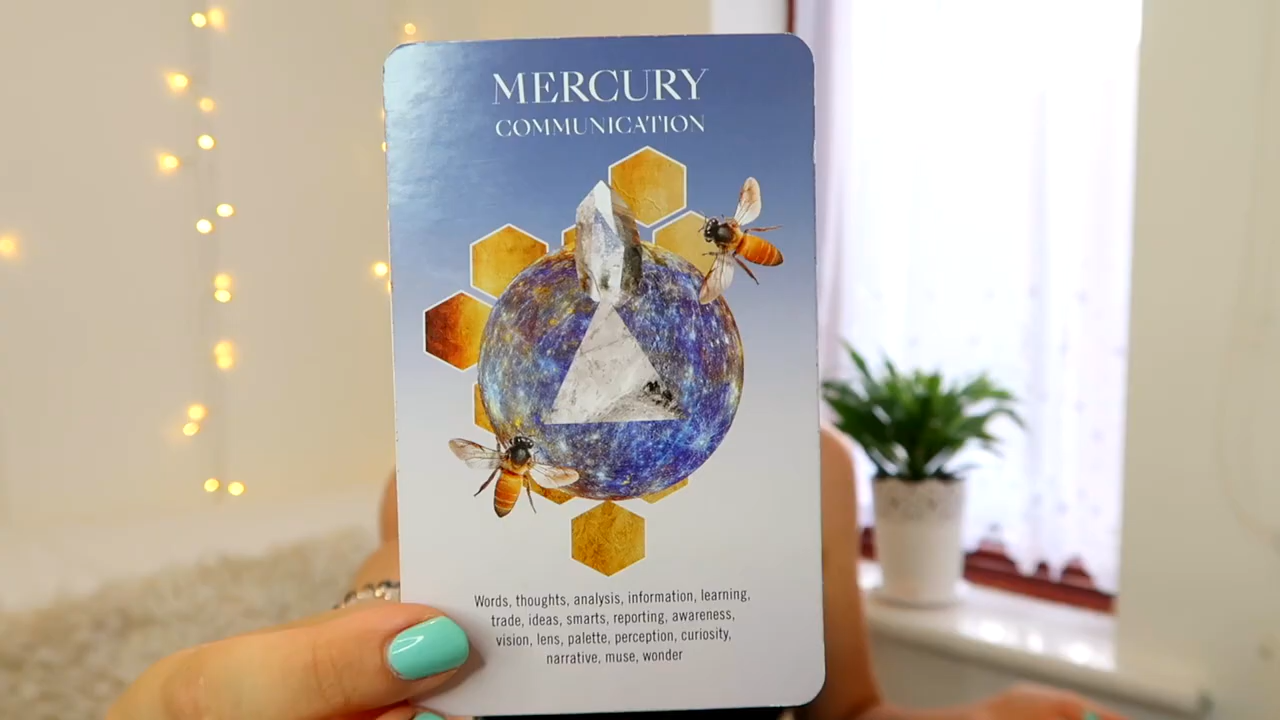 MERCURY
COMMUNICATION
Words, thoughts, analysis, information, learning,
trade, ideas, smarts, reporting, awareness,
vision, lens, palette, perception, curiosity,
narrative, muse, wonder